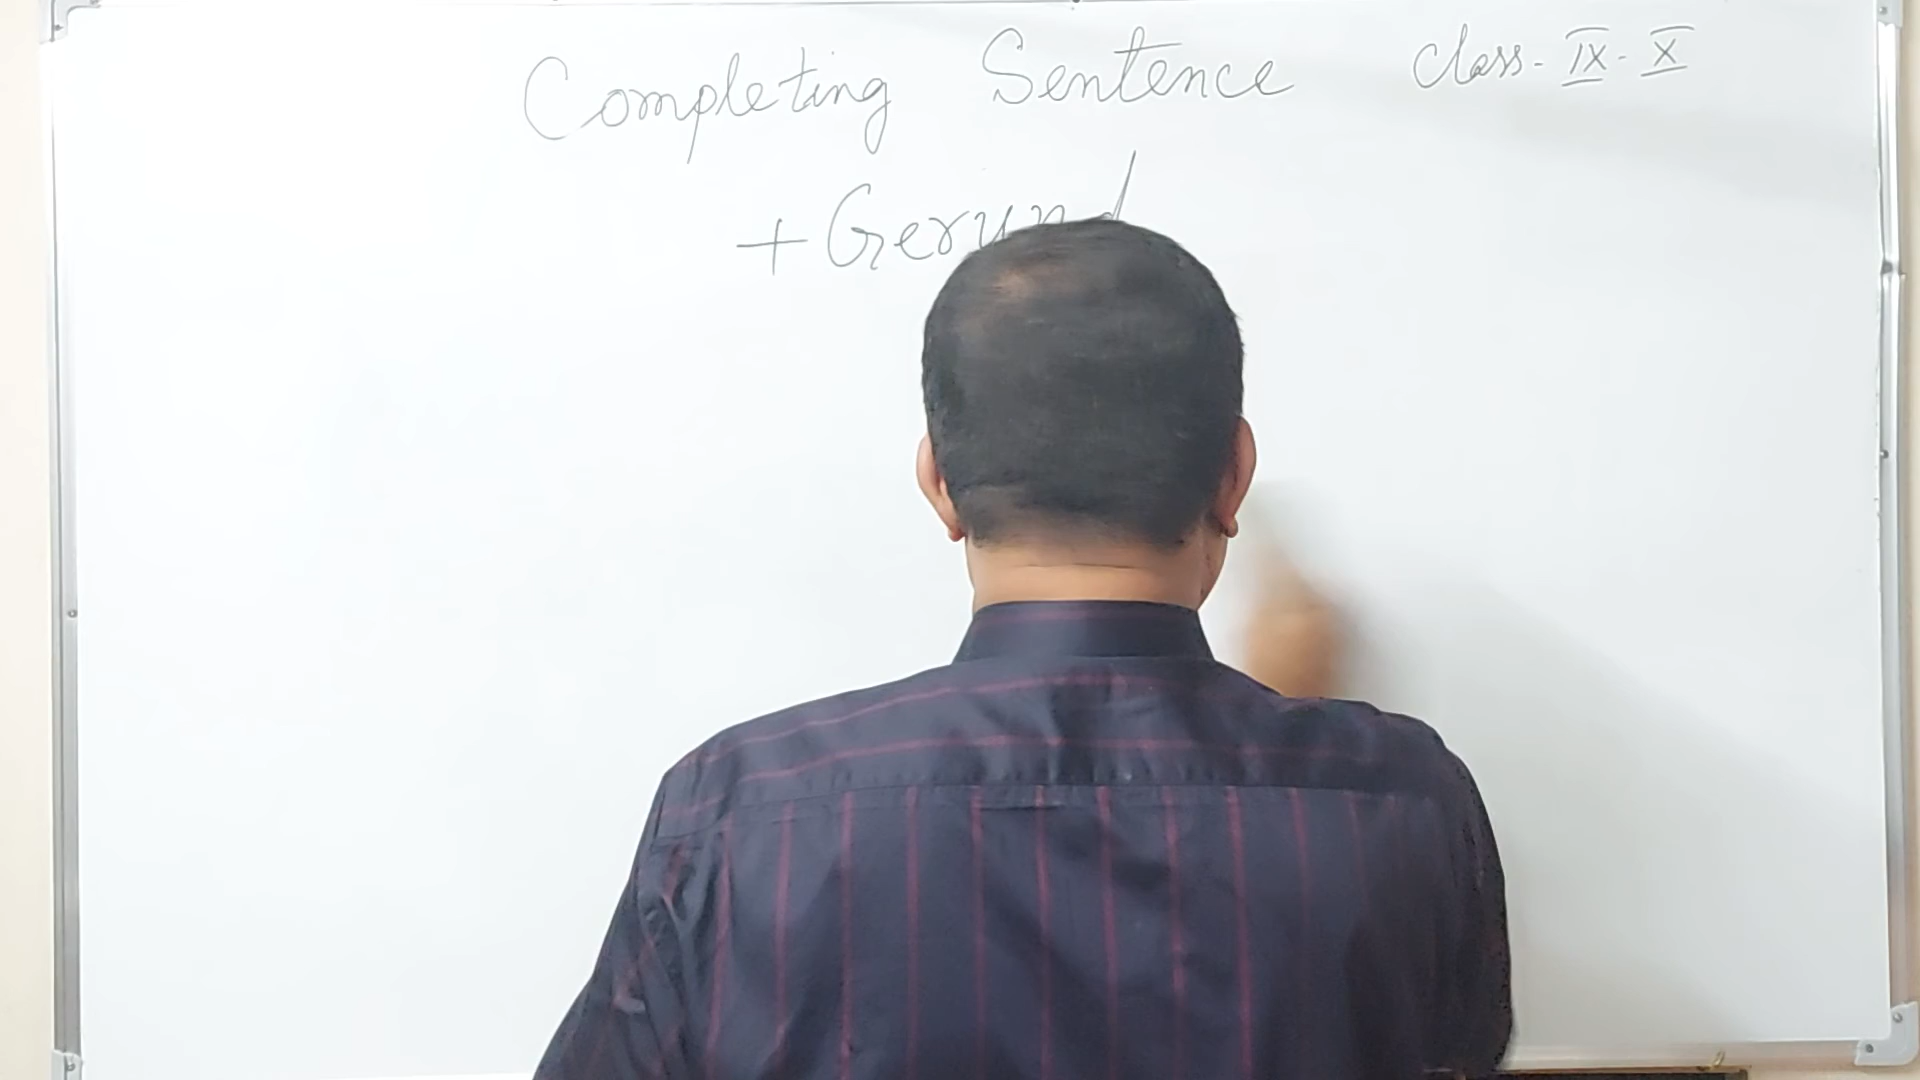 Completing Sentence Class - IX - X
+ Gerund